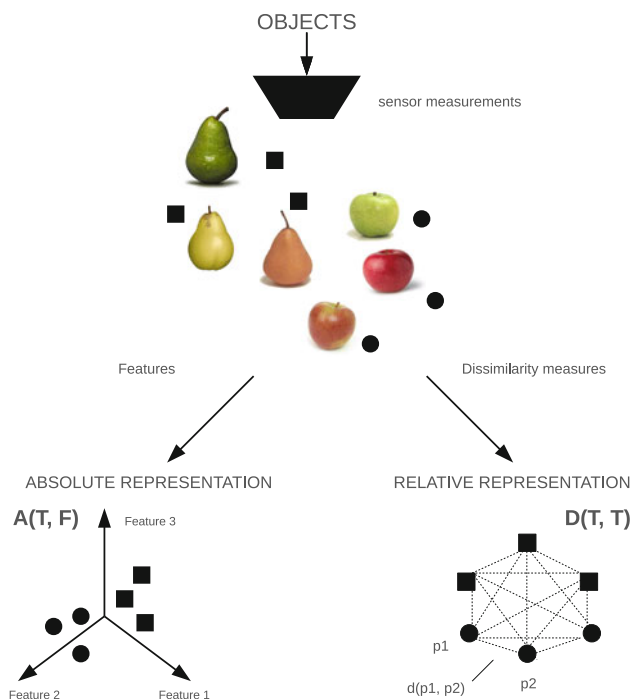 OBJECTS
sensor measurements
Features
Dissimilarity measures
ABSOLUTE REPRESENTATION
RELATIVE REPRESENTATION
A(T, F)
Feature 3
D(T, T)
p1
d(p1, p2)
p2
Feature 2
Feature 1